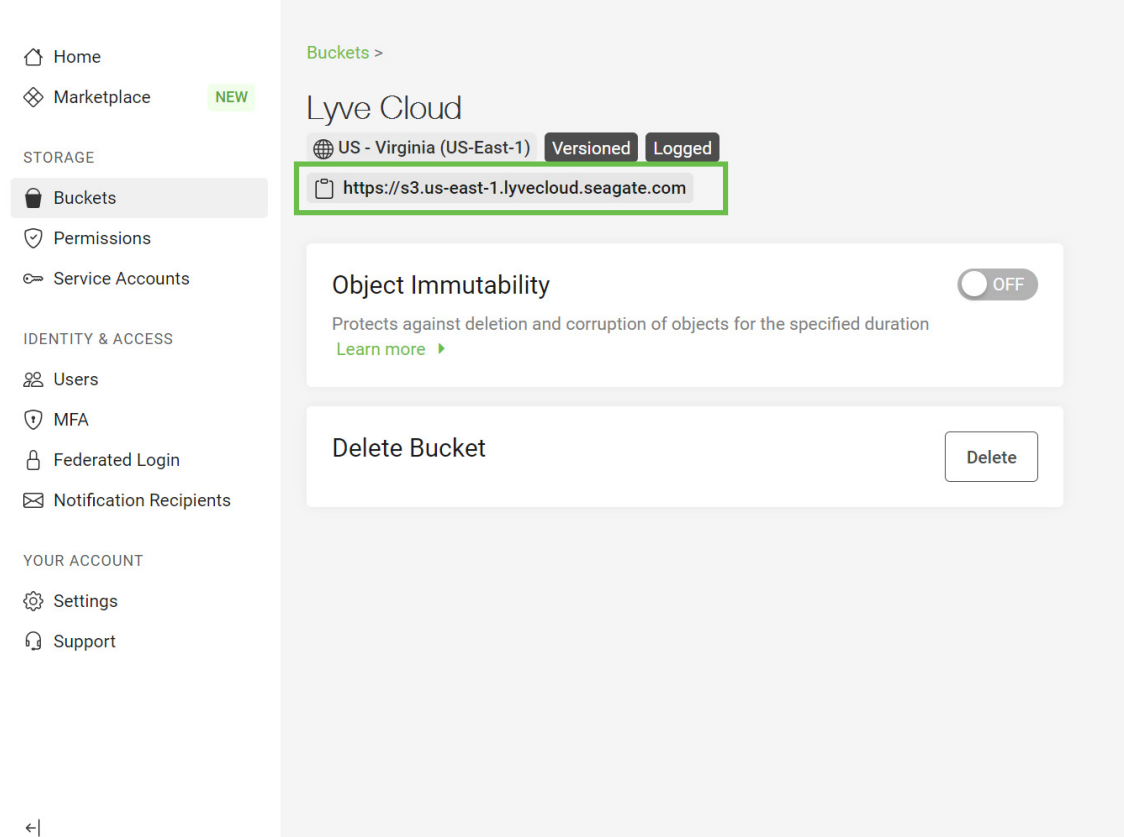 Home
Marketplace NEW
STORAGE
Buckets
Permissions
Service Accounts
IDENTITY & ACCESS
Users
MFA
Federated Login
Notification Recipients
YOUR ACCOUNT
Settings
Support
Buckets >
Lyve Cloud
US - Virginia (US-East-1) Versioned Logged
https://s3.us-east-1.lyvecloud.seagate.com
Object Immutability OFF
Protects against deletion and corruption of objects for the specified duration
Learn more
Delete Bucket Delete